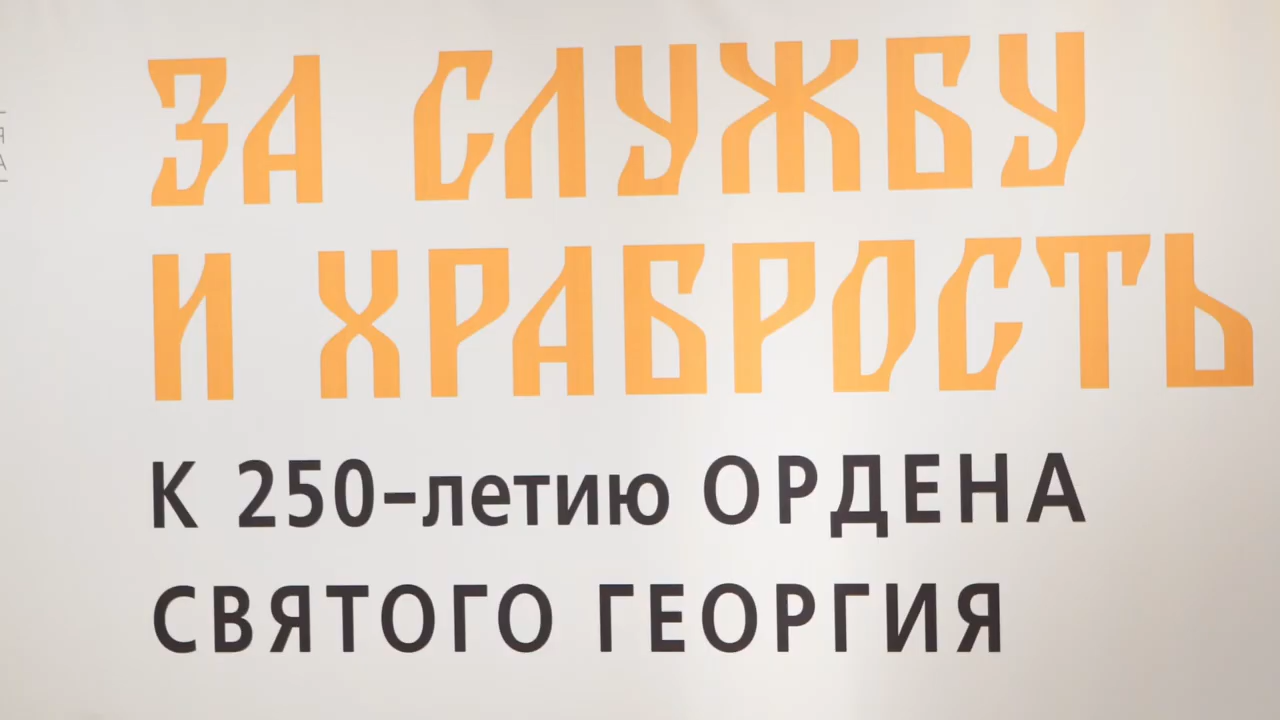 ЗА СЛУЖБУ
И ХРАБРОСТЬ
К 250-летию ОРДЕНА
СВЯТОГО ГЕОРГИЯ